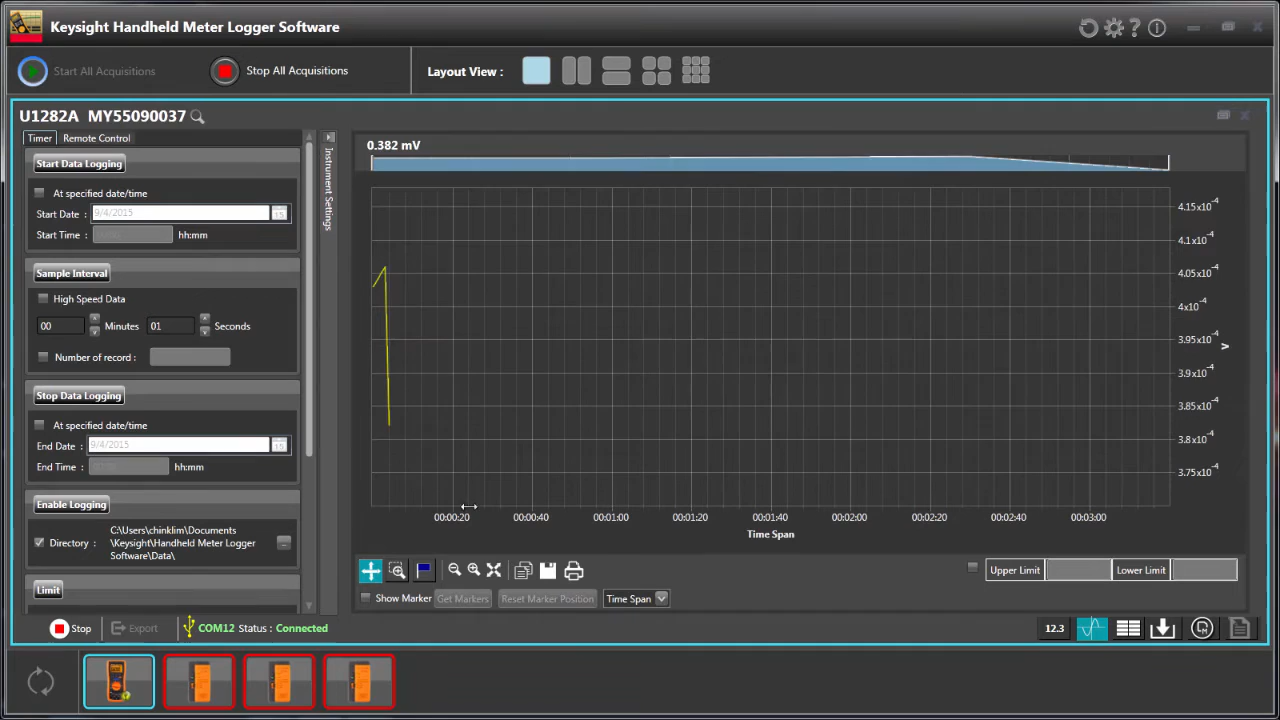 Keysight Handheld Meter Logger Software
Start All Acquisitions
Stop All Acquisitions
Layout View :
U1282A MY55090037
Timer
Remote Control
Start Data Logging
At specified date/time
Start Date : 9/4/2015
Start Time : hh:mm
Sample Interval
High Speed Data
00 Minutes 01 Seconds
Number of record :
Stop Data Logging
At specified date/time
End Date : 9/4/2015
End Time : hh:mm
Enable Logging
Directory :
C:\Users\chinklim\Documents
\Keysight\Handheld Meter Logger
Software\Data\
...
Limit
Stop
Export
COM12 Status : Connected
Instrument Settings
0.382 mV
4.15x10⁻⁴
4.1x10⁻⁴
4.05x10⁻⁴
4x10⁻⁴
3.95x10⁻⁴
3.9x10⁻⁴
3.85x10⁻⁴
3.8x10⁻⁴
3.75x10⁻⁴
V
00:00:20 00:00:40 00:01:00 00:01:20 00:01:40 00:02:00 00:02:20 00:02:40 00:03:00
Time Span
Upper Limit
Lower Limit
Show Marker
Get Markers
Reset Marker Position
Time Span
12.3